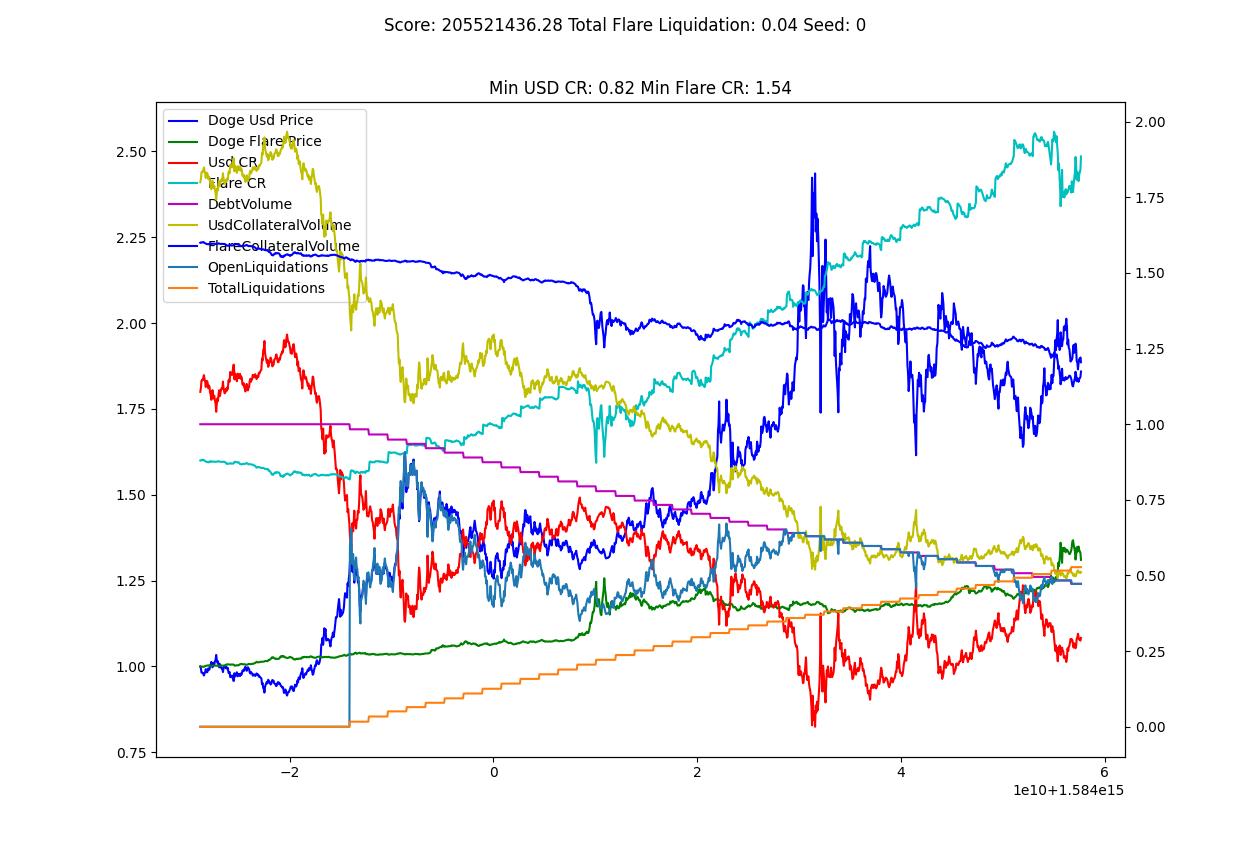 Score: 205521436.28 Total Flare Liquidation: 0.04 Seed: 0
Min USD CR: 0.82 Min Flare CR: 1.54
Doge Usd Price
Doge Flare Price
Usd CR
Flare CR
DebtVolume
UsdCollateralVolume
FlareCollateralVolume
OpenLiquidations
TotalLiquidations
2.50
2.25
2.00
1.75
1.50
1.25
1.00
0.75
2.00
1.75
1.50
1.25
1.00
0.75
0.50
0.25
0.00
−2
0
2
4
6
1e10+1.584e15